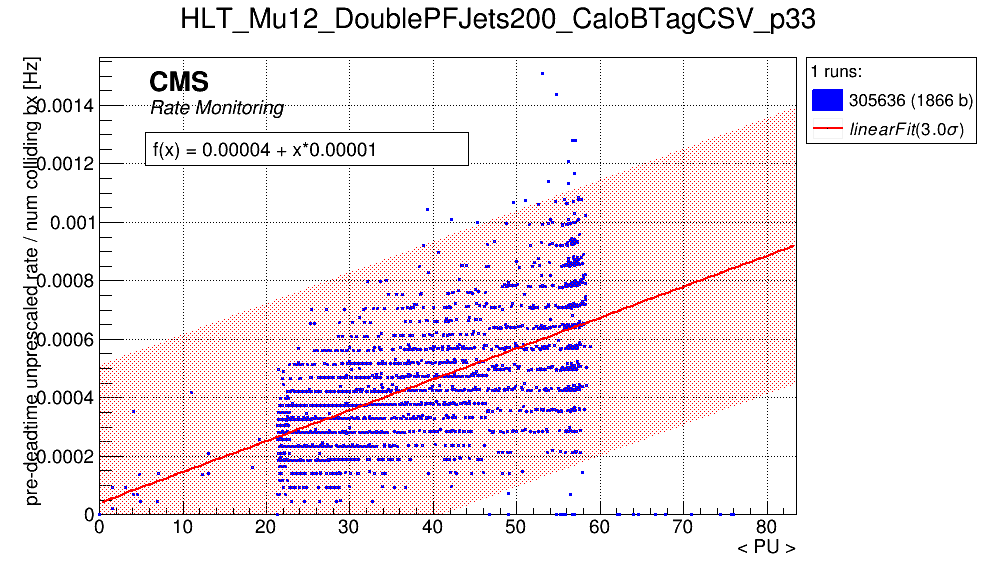 HLT_Mu12_DoublePFJets200_CaloBTagCSV_p33
pre-deadtime unprescaled rate / num colliding bx [Hz]
CMS
Rate Monitoring
f(x) = 0.00004 + x*0.00001
1 runs:
305636 (1866 b)
linearFit(3.0σ)
0.0014
0.0012
0.001
0.0008
0.0006
0.0004
0.0002
0
0 10 20 30 40 50 60 70 80
< PU >